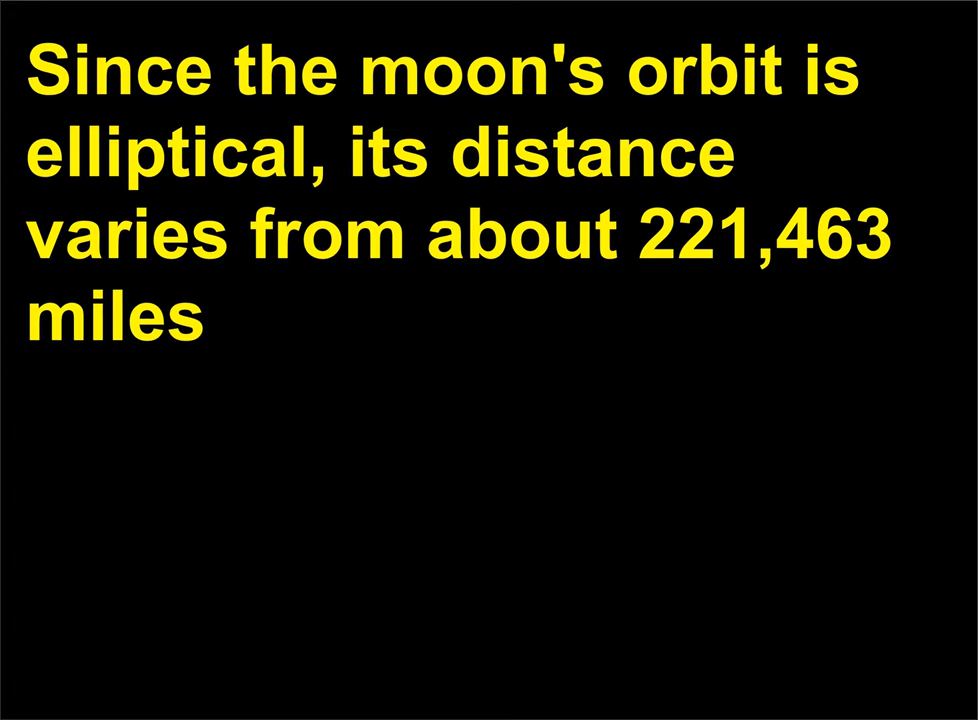 Since the moon's orbit is
elliptical, its distance
varies from about 221,463
miles